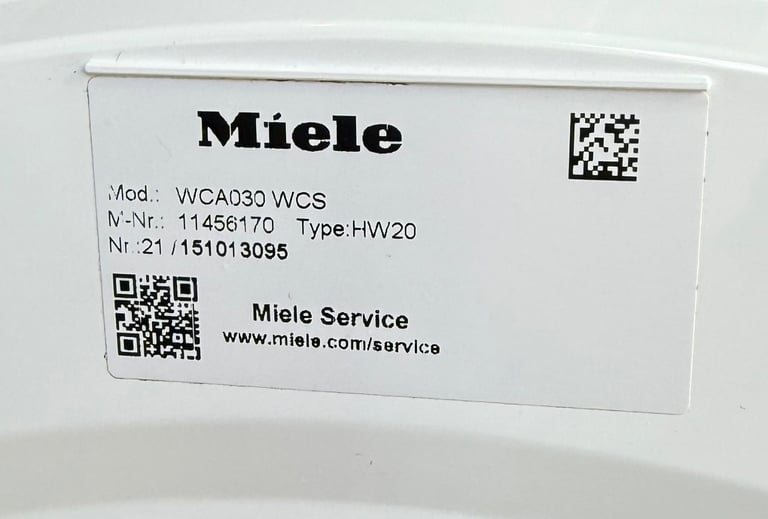 Miele
Mod.: WCA030 WCS
M-Nr.: 11456170 Type:HW20
Nr.:21 /151013095
Miele Service
www.miele.com/service